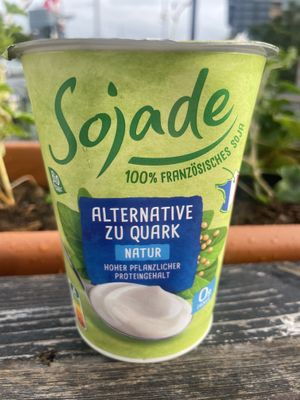 Sojade
100% FRANZÖSISCHES SOJA
ALTERNATIVE
ZU QUARK
NATUR
HOHER PFLANZLICHER
PROTEINGEHALT